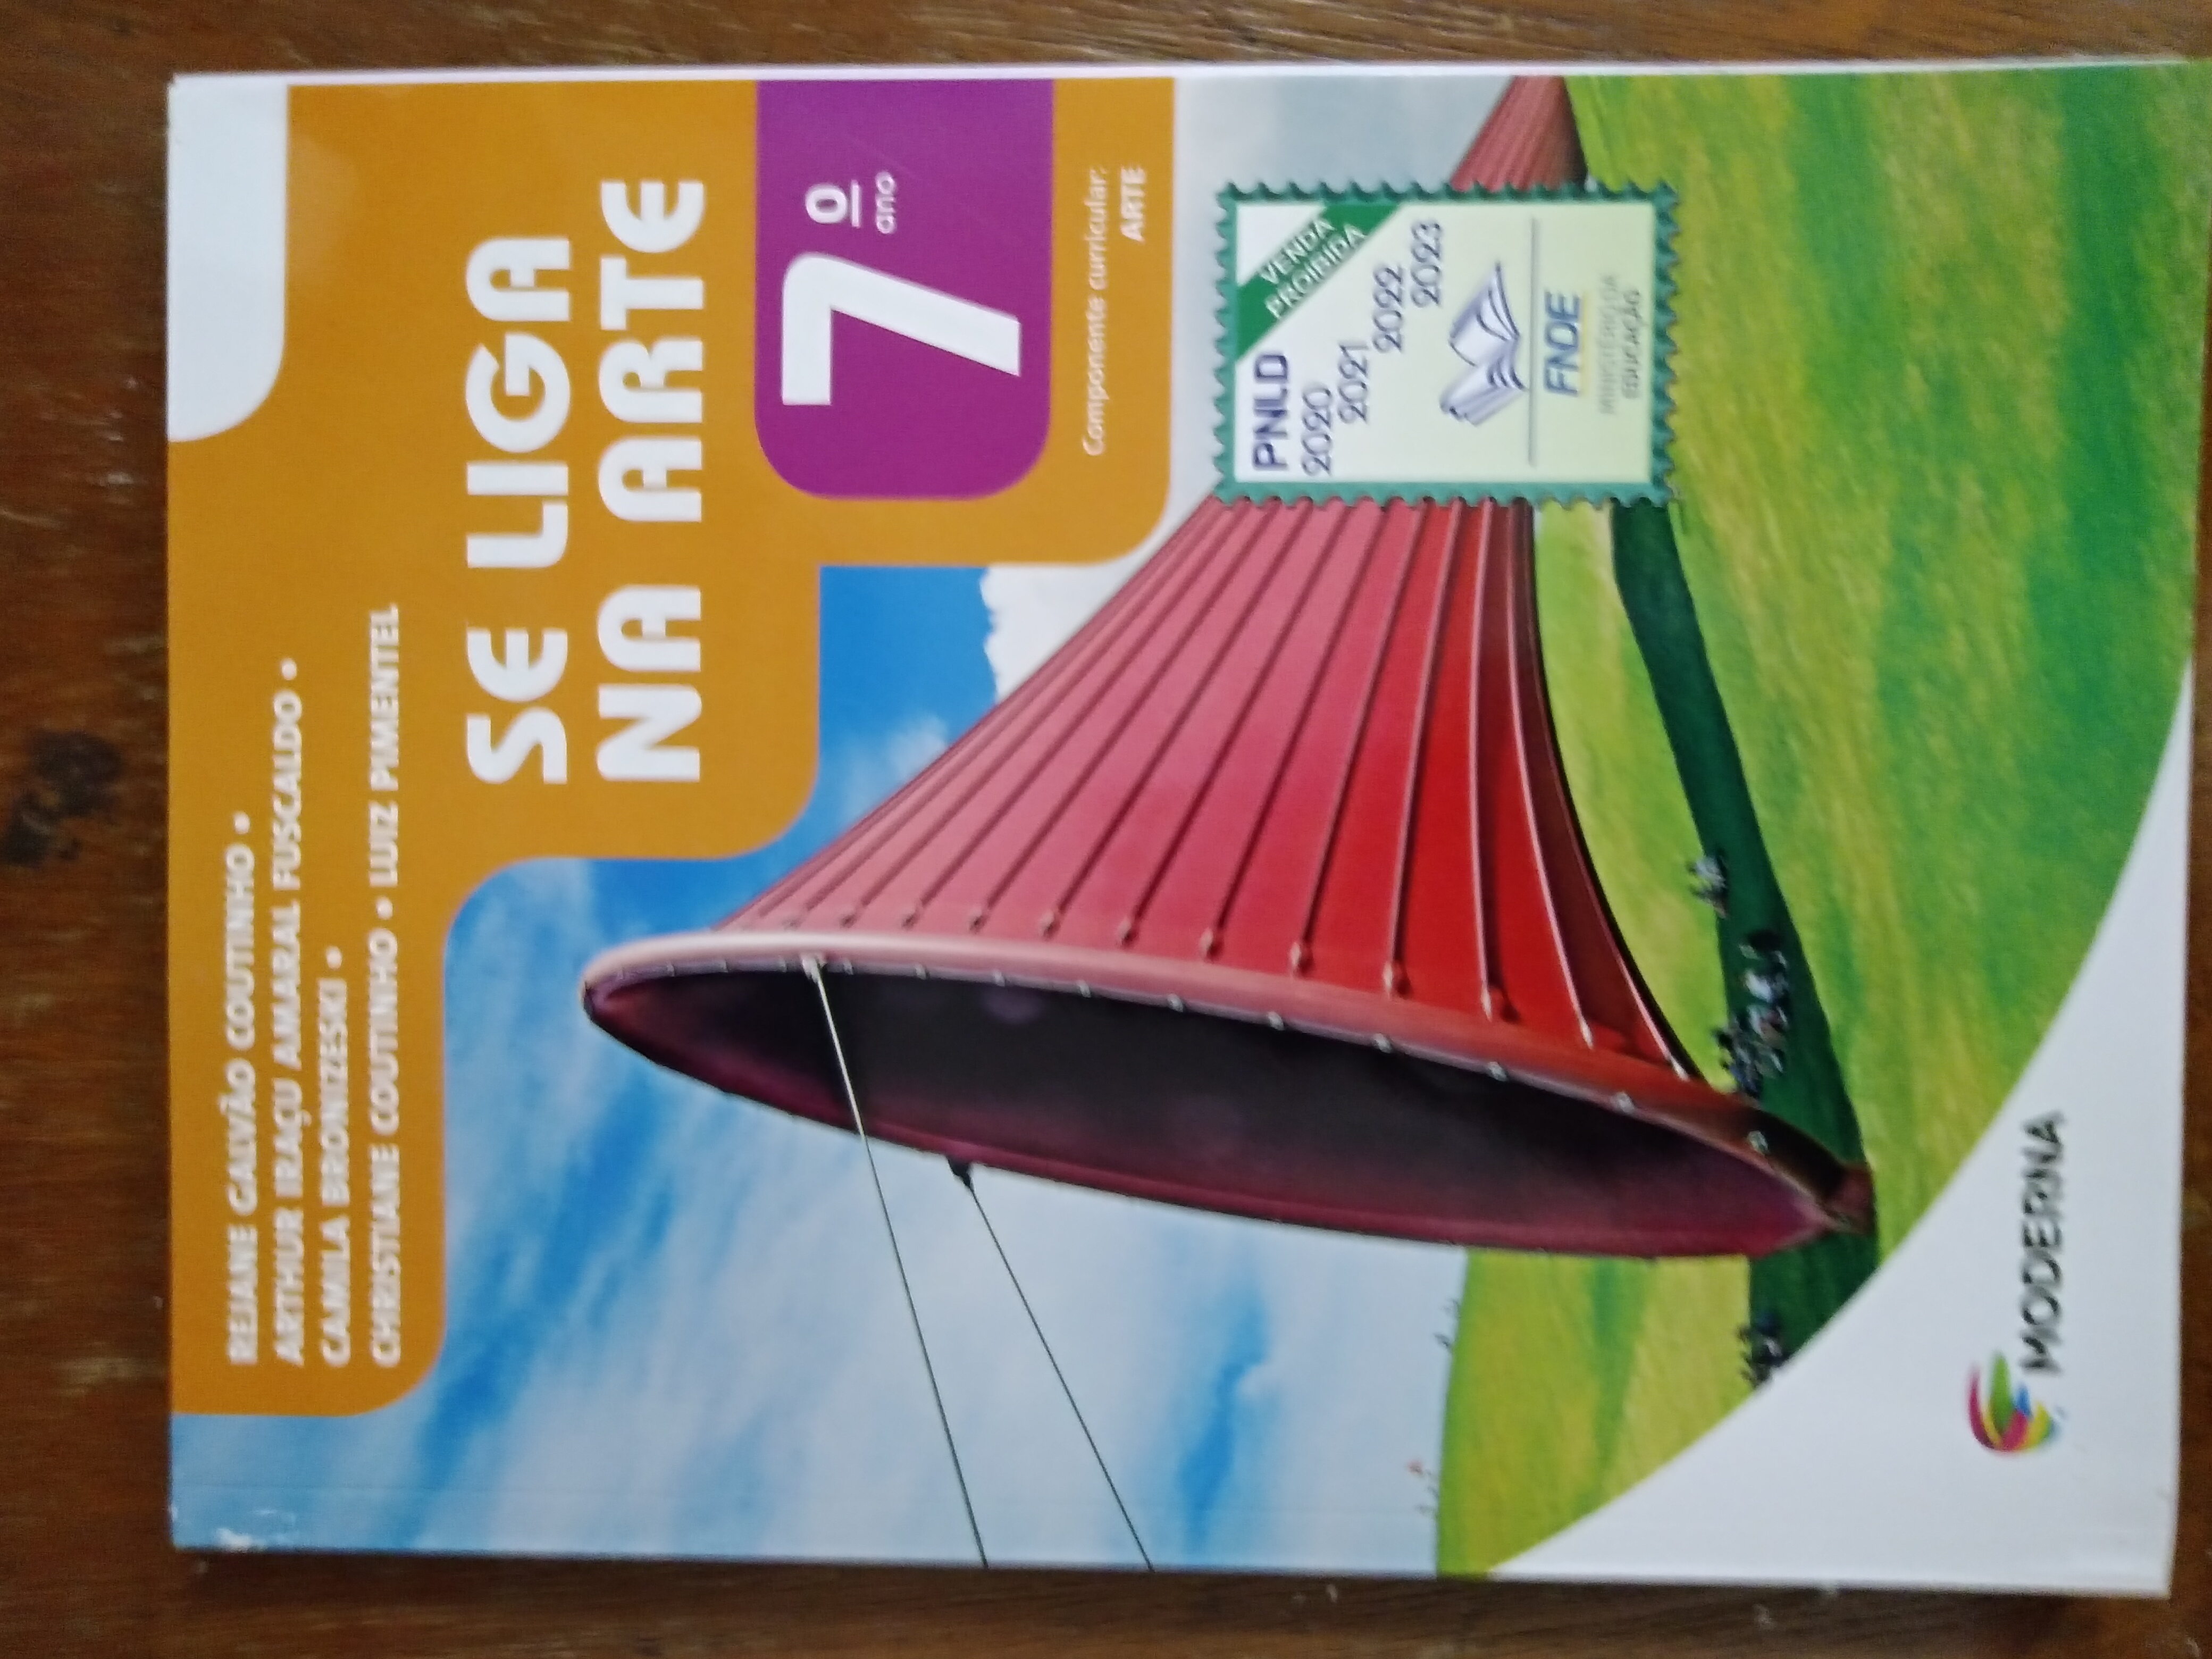 REJANE GALVÃO COUTINHO •
ARTHUR IRAÇU AMARAL FUSCALDO •
CAMILA BRONIZESKI •
CHRISTIANE COUTINHO • LUIZ PIMENTEL
SE LIGA
NA ARTE
7º
ano
Componente curricular:
ARTE
PNLD
VENDA
PROIBIDA
2020
2021
2022
2023
FNDE
MINISTÉRIO DA
EDUCAÇÃO
MODERNA